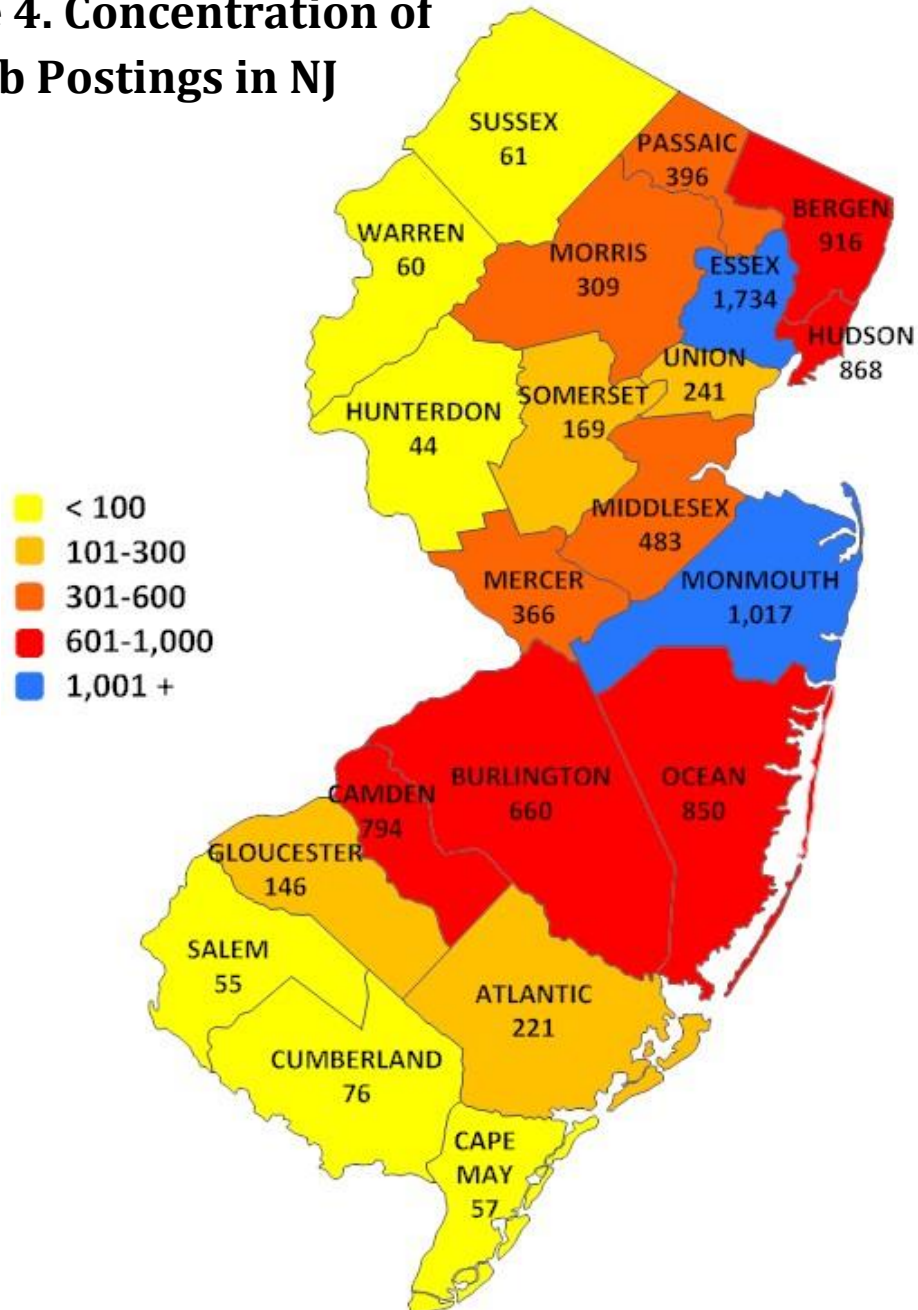 4. Concentration of
Postings in NJ
SUSSEX
61
PASSAIC
396
BERGEN
916
WARREN
60
MORRIS
309
ESSEX
1,734
HUDSON
868
UNION
241
SOMERSET
169
HUNTERDON
44
MIDDLESEX
483
< 100
101-300
301-600
601-1,000
1,001 +
MERCER
366
MONMOUTH
1,017
BURLINGTON
660
OCEAN
850
CAMDEN
794
GLOUCESTER
146
SALEM
55
ATLANTIC
221
CUMBERLAND
76
CAPE
MAY
57